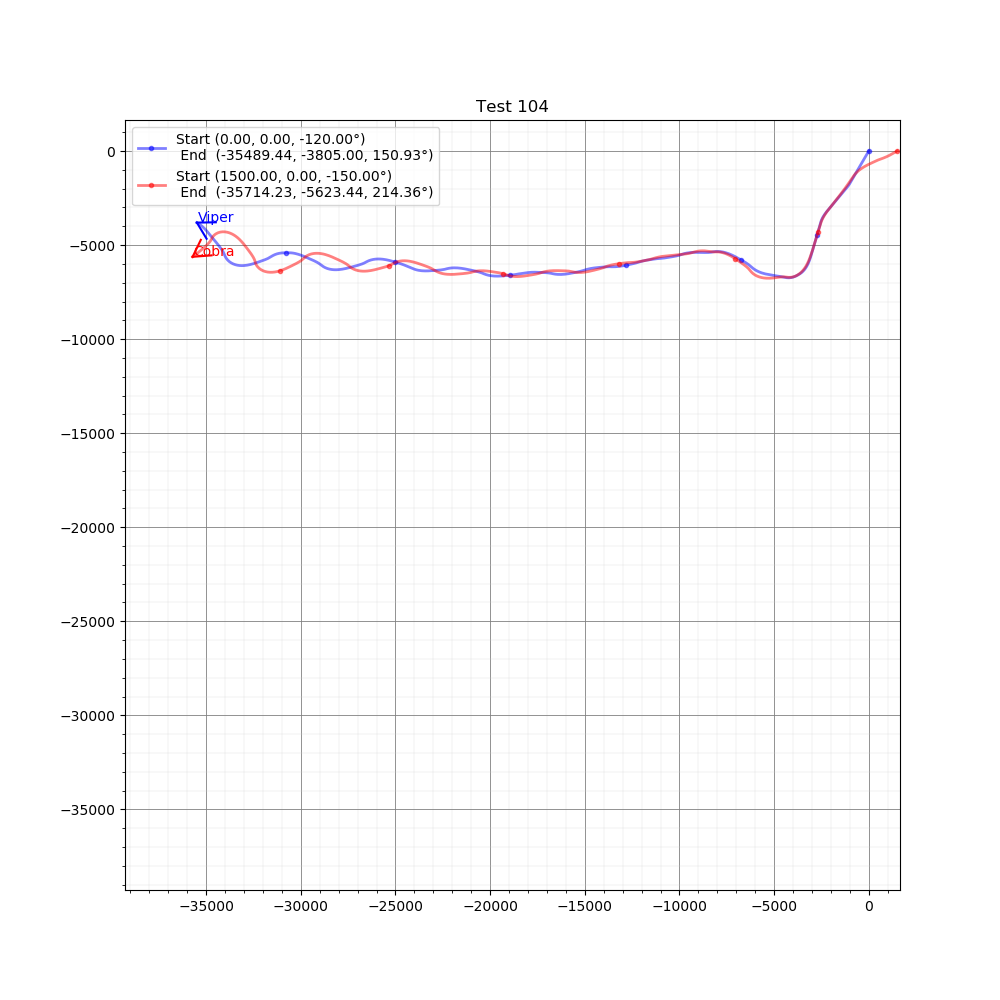 Test 104
Start (0.00, 0.00, -120.00°)
End (-35489.44, -3805.00, 150.93°)
Start (1500.00, 0.00, -150.00°)
End (-35714.23, -5623.44, 214.36°)
Viper
Cobra
0
−5000
−10000
−15000
−20000
−25000
−30000
−35000
−35000 −30000 −25000 −20000 −15000 −10000 −5000 0